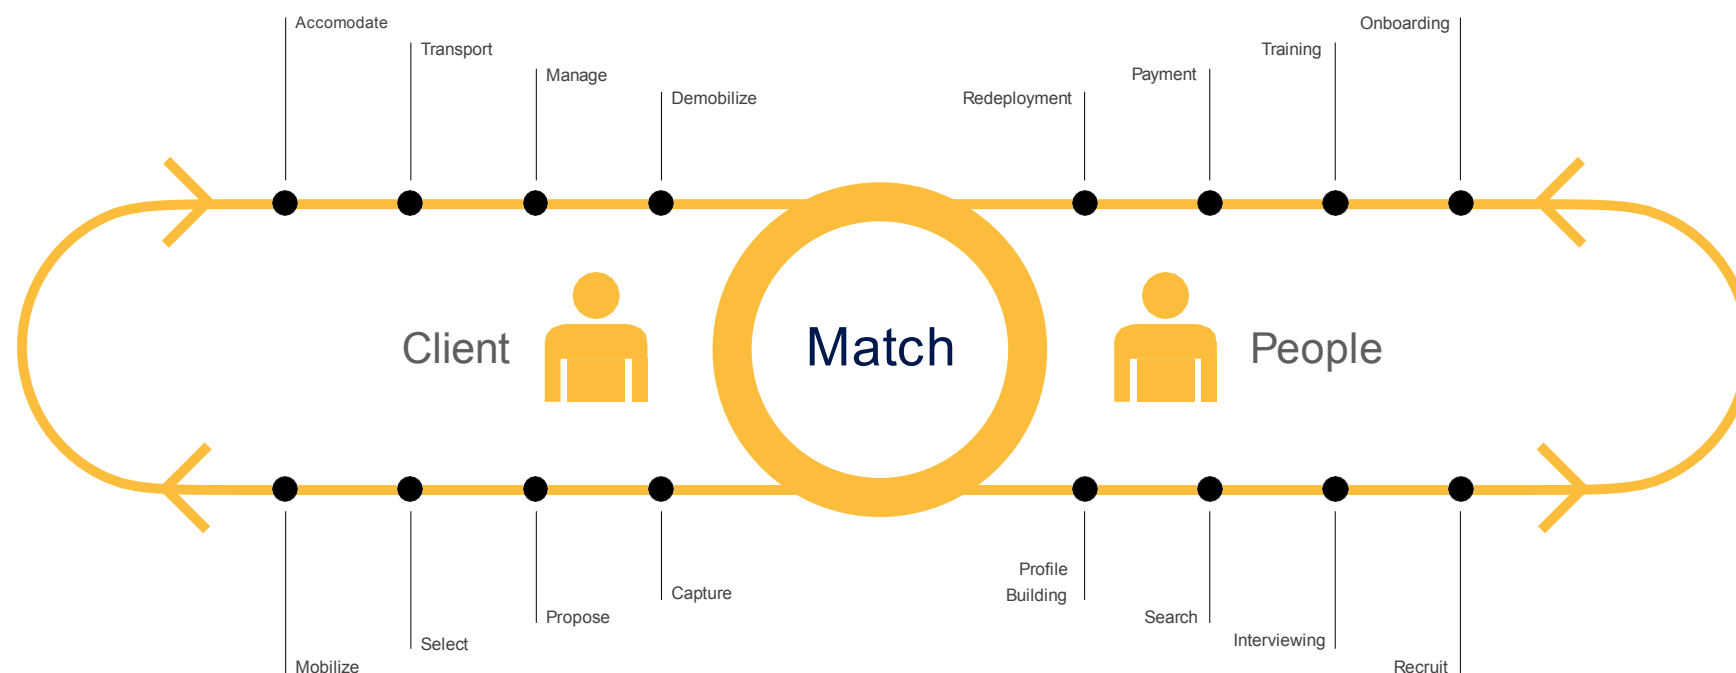 Accomodate
Transport
Manage
Demobilize
Onboarding
Training
Payment
Redeployment
Client
Match
People
Mobilize
Select
Propose
Capture
Profile
Building
Search
Interviewing
Recruit